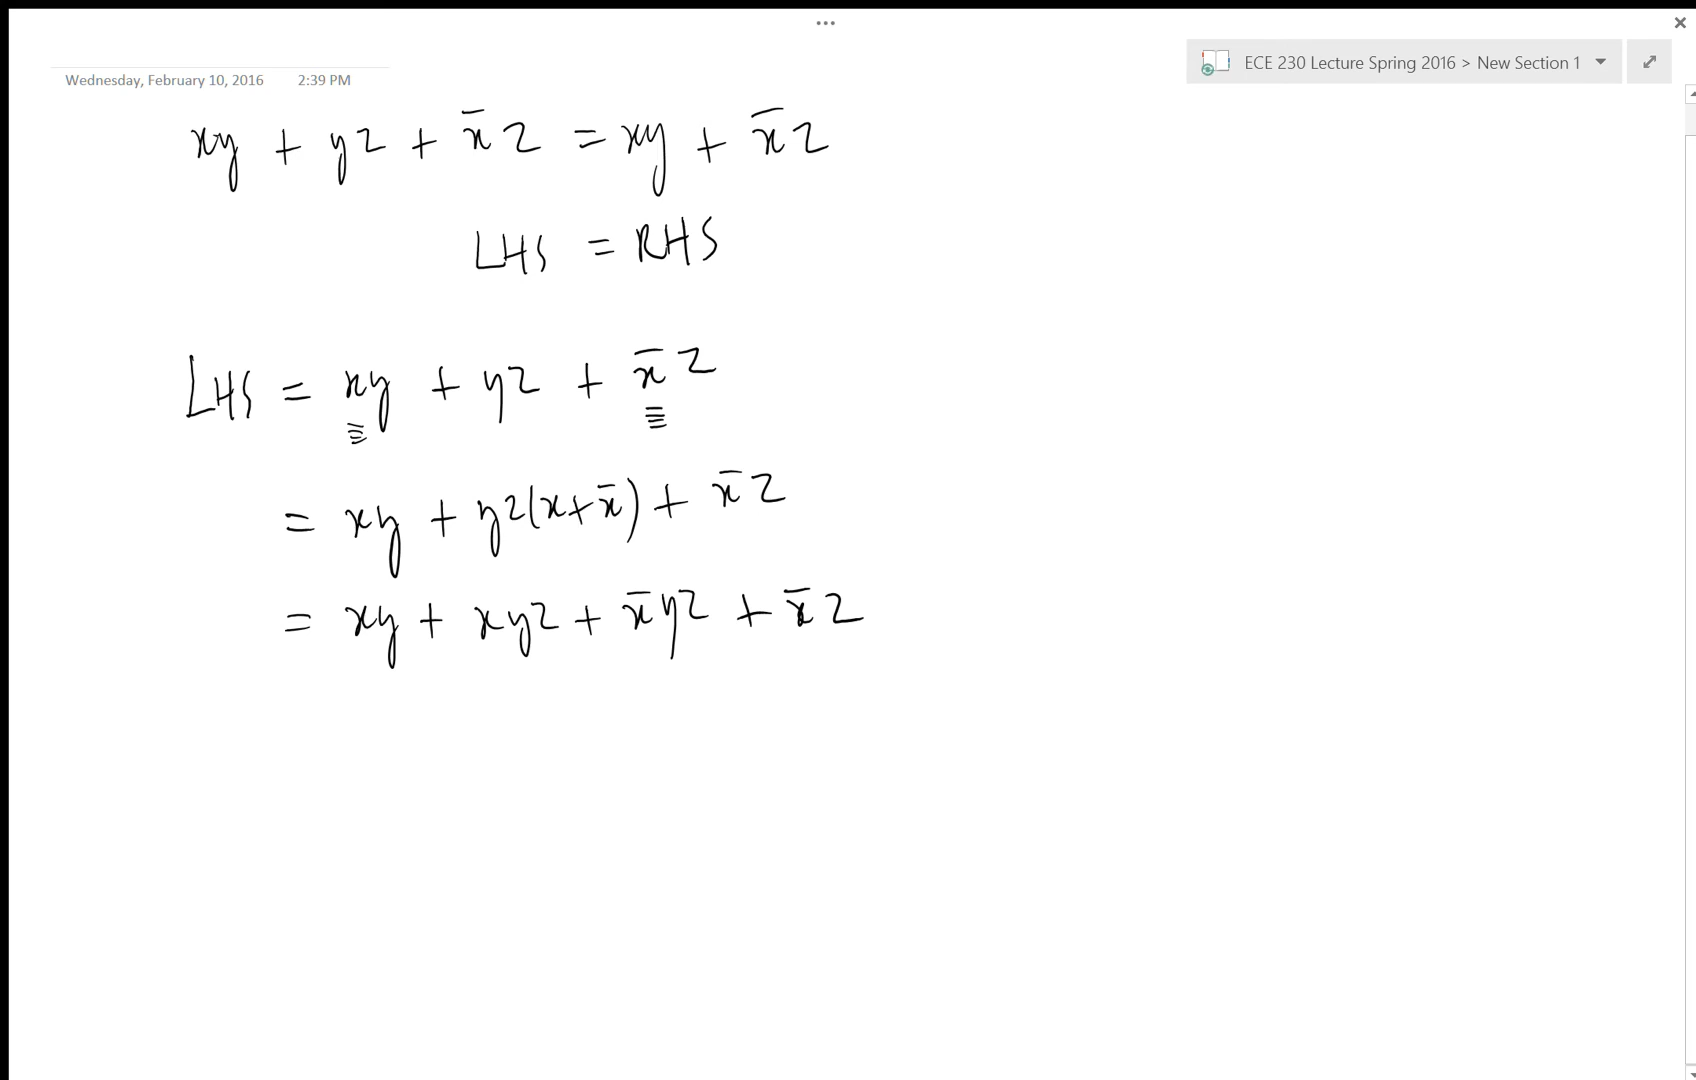 ECE 230 Lecture Spring 2016 > New Section 1
Wednesday, February 10, 2016 2:39 PM
xy + yz + x̄z = xy + x̄z
LHS = RHS
LHS = xy + yz + x̄z
= xy + yz(x+x̄) + x̄z
= xy + xyz + x̄yz + x̄z